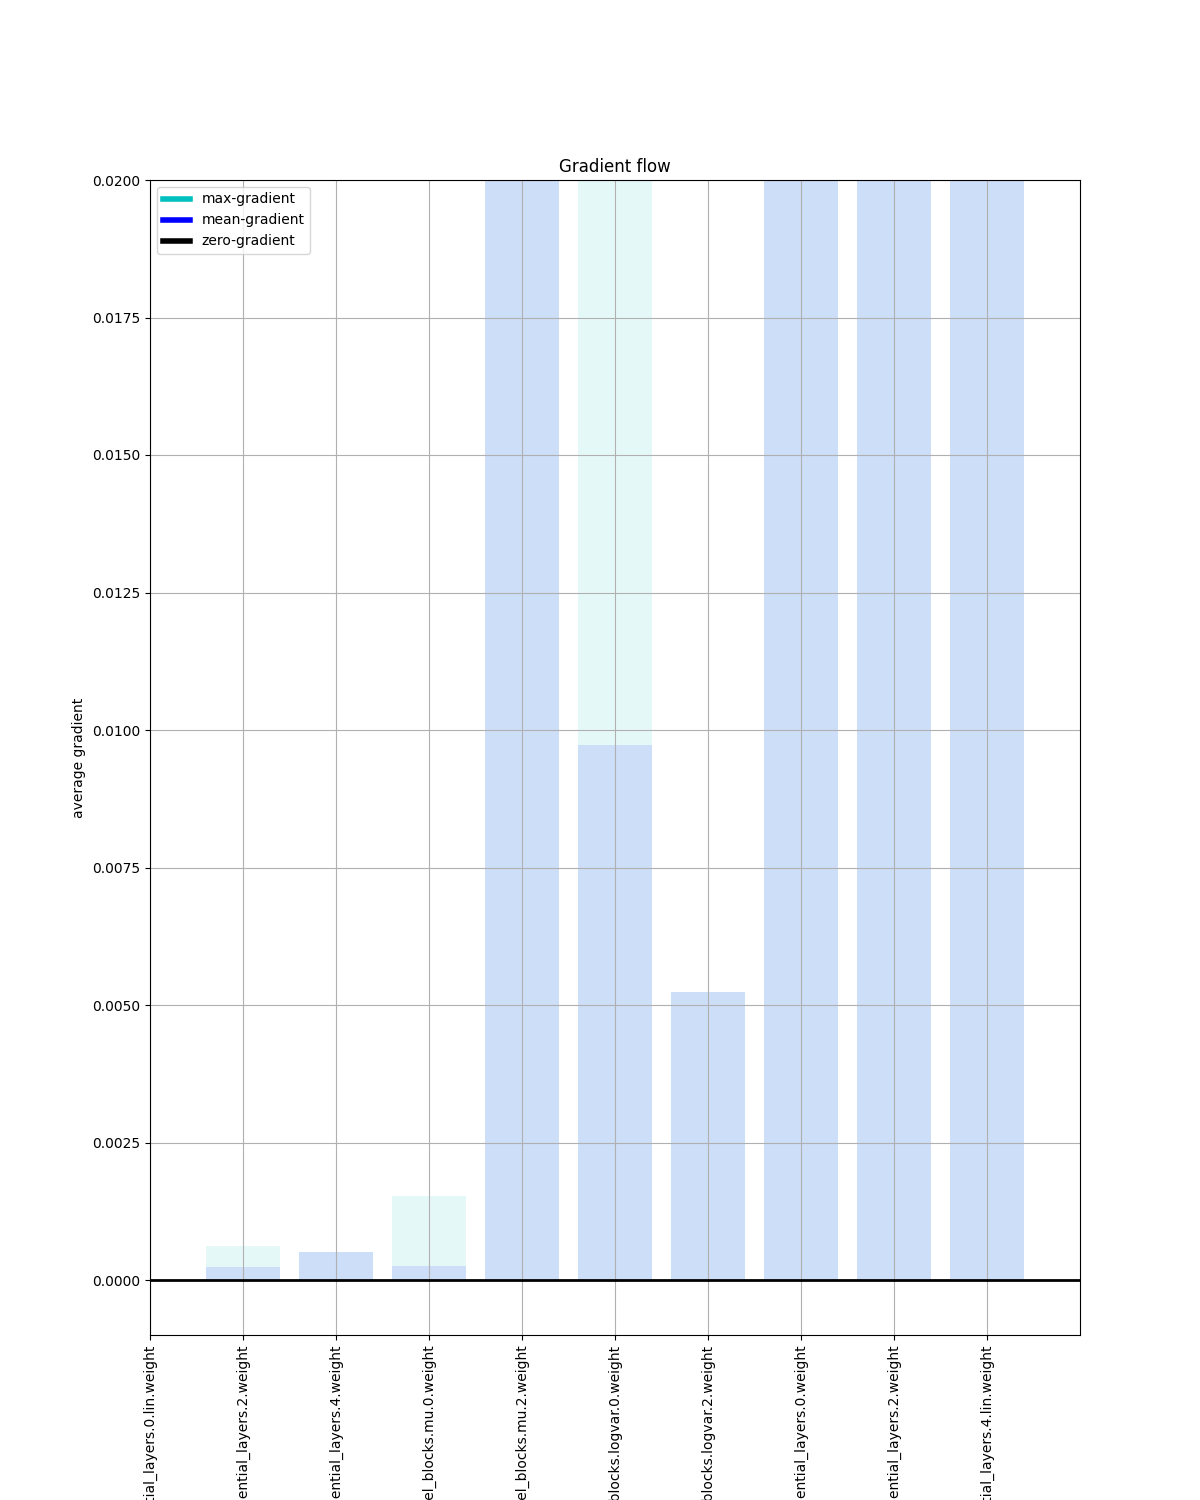 Gradient flow
max-gradient
mean-gradient
zero-gradient
average gradient
0.0200
0.0175
0.0150
0.0125
0.0100
0.0075
0.0050
0.0025
0.0000
tial_layers.0.lin.weight
ential_layers.2.weight
ential_layers.4.weight
el_blocks.mu.0.weight
el_blocks.mu.2.weight
blocks.logvar.0.weight
blocks.logvar.2.weight
ential_layers.0.weight
ential_layers.2.weight
tial_layers.4.lin.weight